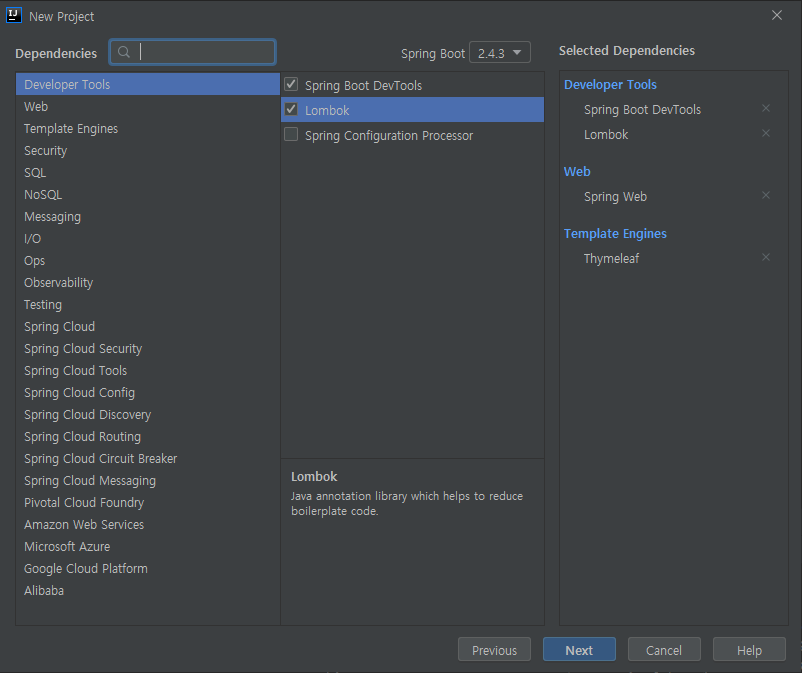 IJ
New Project
Dependencies
Spring Boot 2.4.3
Selected Dependencies
Developer Tools
Web
Template Engines
Security
SQL
NoSQL
Messaging
I/O
Ops
Observability
Testing
Spring Cloud
Spring Cloud Security
Spring Cloud Tools
Spring Cloud Config
Spring Cloud Discovery
Spring Cloud Routing
Spring Cloud Circuit Breaker
Spring Cloud Messaging
Pivotal Cloud Foundry
Amazon Web Services
Microsoft Azure
Google Cloud Platform
Alibaba
Spring Boot DevTools
Lombok
Spring Configuration Processor
Lombok
Java annotation library which helps to reduce
boilerplate code.
Developer Tools
Spring Boot DevTools
Lombok
Web
Spring Web
Template Engines
Thymeleaf
Previous
Next
Cancel
Help